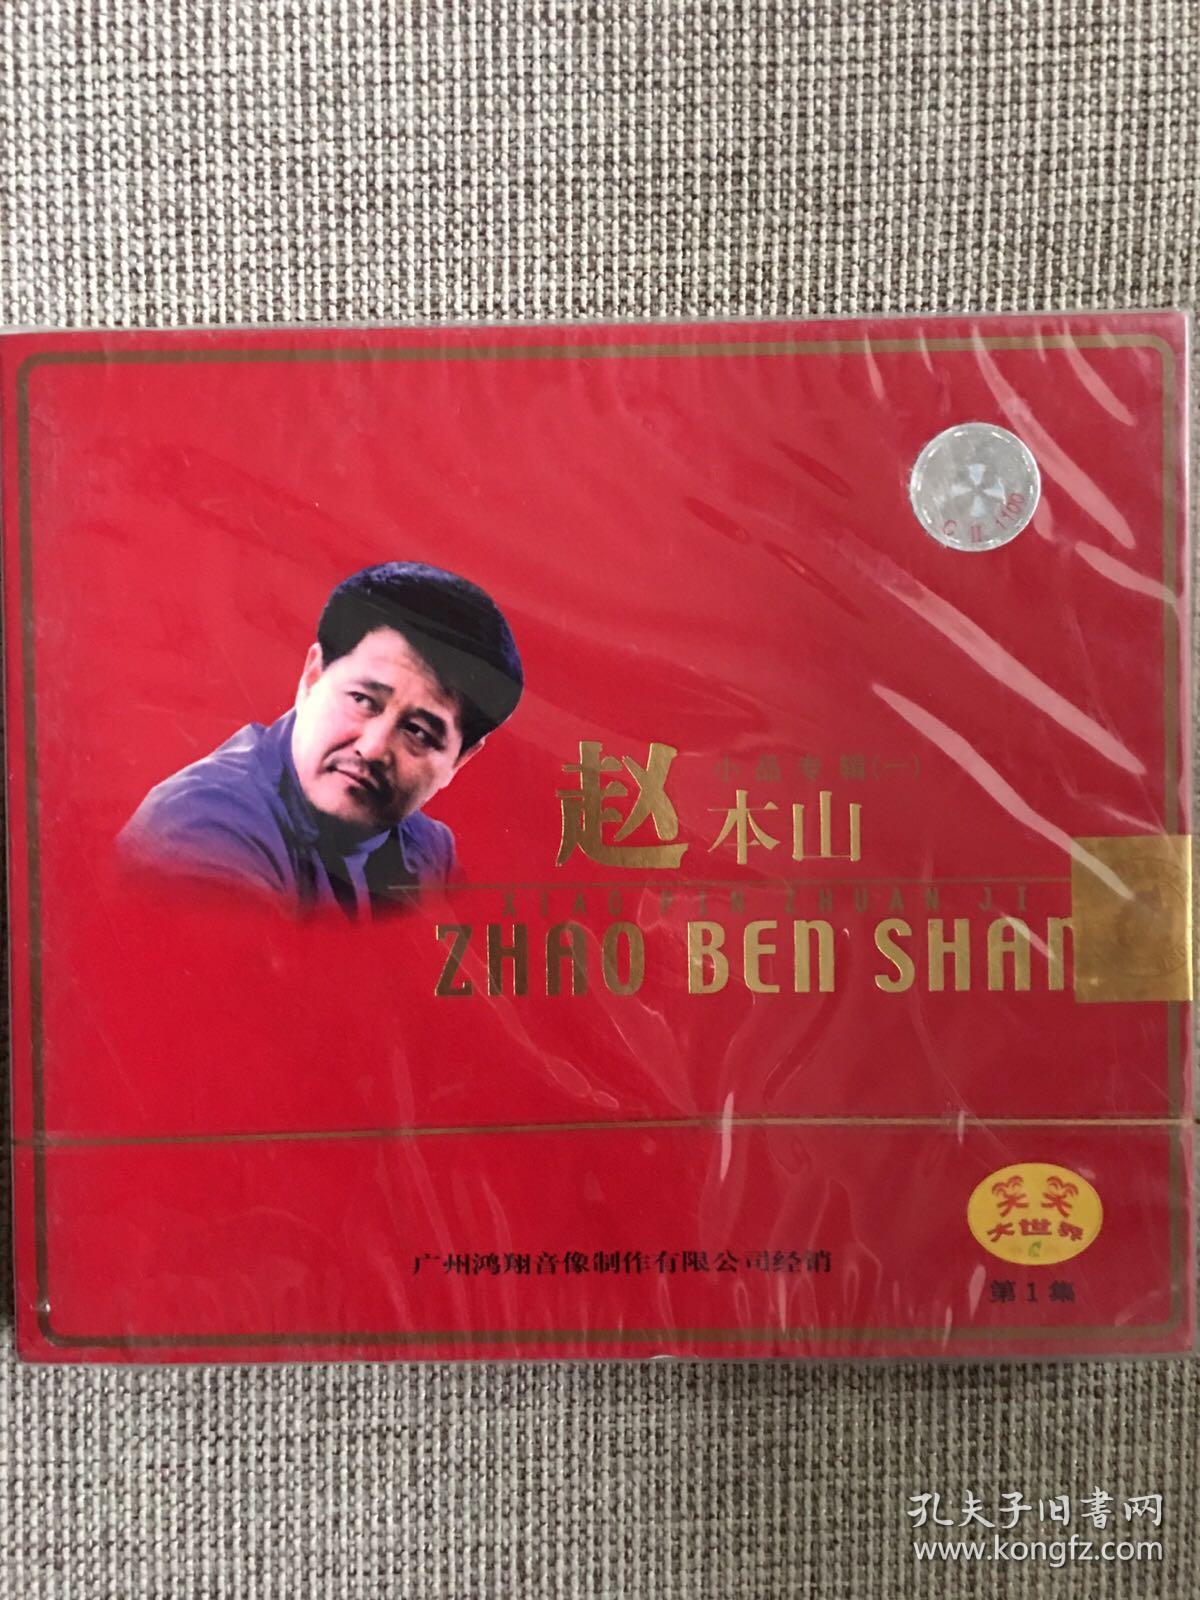 C II 1100
小品专辑(一)
赵本山
XIAO PIN ZHUAN JI
ZHAO BEN SHAN
笑笑
大世界
广州鸿翔音像制作有限公司经销
第1集
孔夫子旧书网
www.kongfz.com